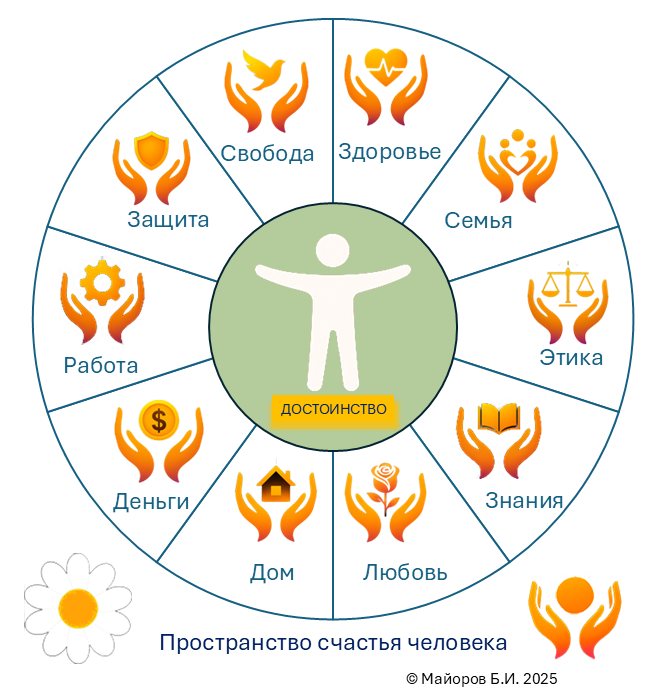 Свобода
Здоровье
Защита
Семья
Работа
Этика
ДОСТОИНСТВО
$
Деньги
Знания
Дом
Любовь
Пространство счастья человека
© Майоров Б.И. 2025